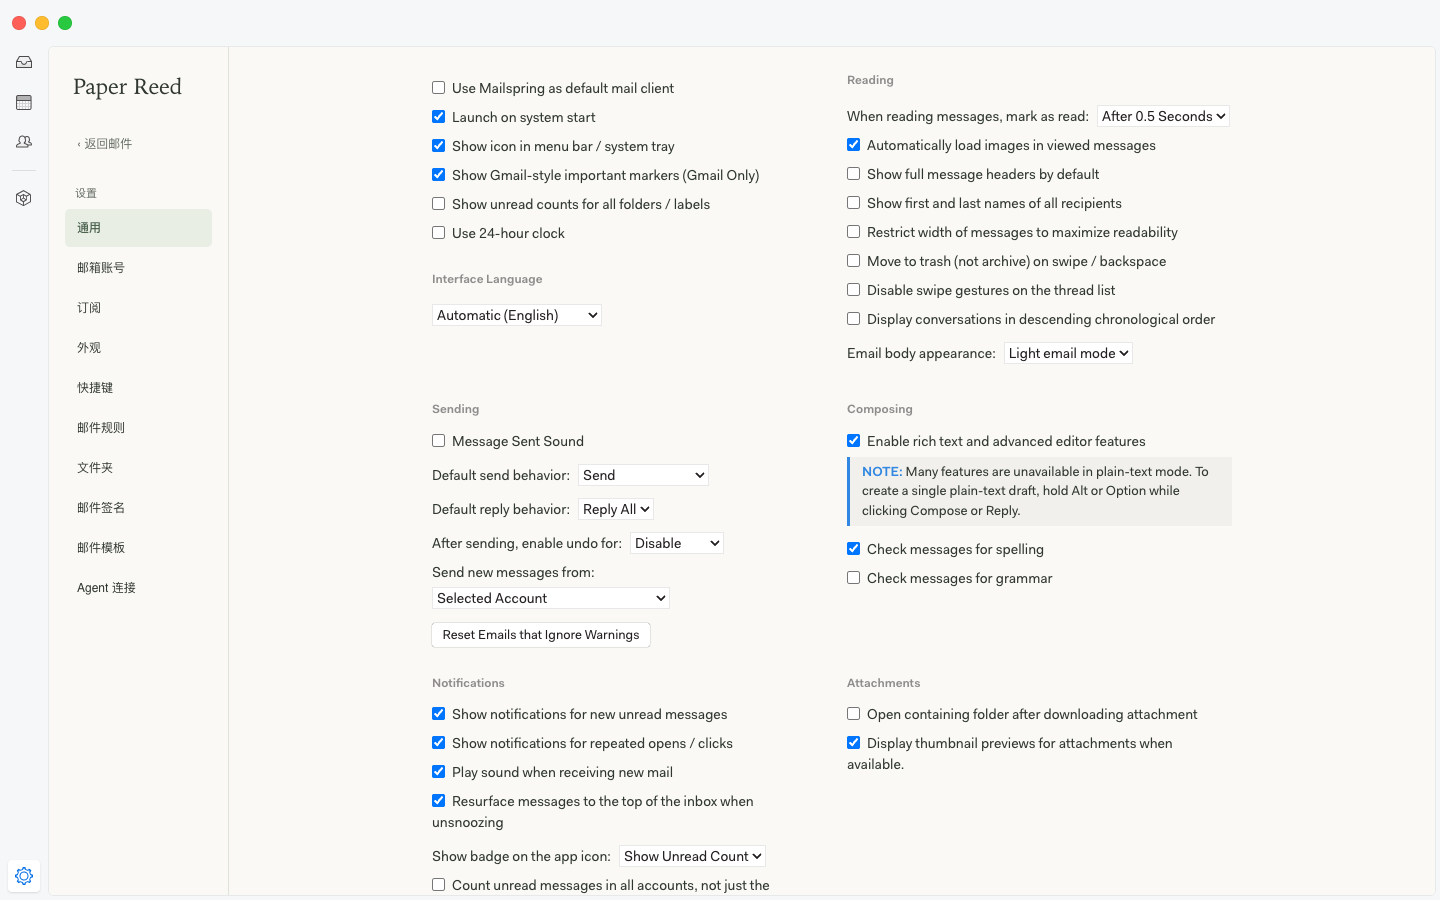 Paper Reed
‹ 返回邮件
设置
通用
邮箱账号
订阅
外观
快捷键
邮件规则
文件夹
邮件签名
邮件模板
Agent 连接
Use Mailspring as default mail client
Launch on system start
Show icon in menu bar / system tray
Show Gmail-style important markers (Gmail Only)
Show unread counts for all folders / labels
Use 24-hour clock
Interface Language
Automatic (English)
Reading
When reading messages, mark as read: After 0.5 Seconds
Automatically load images in viewed messages
Show full message headers by default
Show first and last names of all recipients
Restrict width of messages to maximize readability
Move to trash (not archive) on swipe / backspace
Disable swipe gestures on the thread list
Display conversations in descending chronological order
Email body appearance: Light email mode
Sending
Message Sent Sound
Default send behavior: Send
Default reply behavior: Reply All
After sending, enable undo for: Disable
Send new messages from:
Selected Account
Reset Emails that Ignore Warnings
Composing
Enable rich text and advanced editor features
NOTE: Many features are unavailable in plain-text mode. To
create a single plain-text draft, hold Alt or Option while
clicking Compose or Reply.
Check messages for spelling
Check messages for grammar
Notifications
Show notifications for new unread messages
Show notifications for repeated opens / clicks
Play sound when receiving new mail
Resurface messages to the top of the inbox when
unsnoozing
Show badge on the app icon: Show Unread Count
Count unread messages in all accounts, not just the
Attachments
Open containing folder after downloading attachment
Display thumbnail previews for attachments when
available.